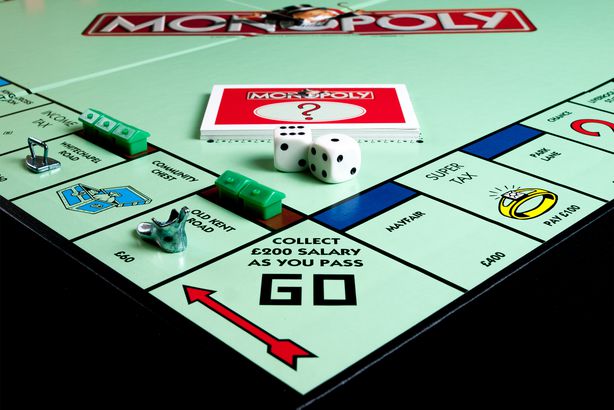 MONOPOLY
MONOPOLY
?
INCOME
TAX
WHITECHAPEL
ROAD
COMMUNITY
CHEST
OLD KENT
ROAD
£60
COLLECT
£200 SALARY
AS YOU PASS
GO
MAYFAIR
£400
SUPER
TAX
PAY £100
PARK
LANE
CHANCE